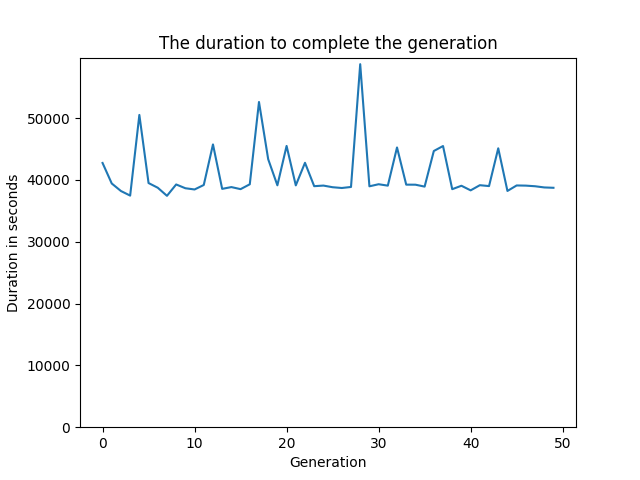 The duration to complete the generation
Duration in seconds
50000
40000
30000
20000
10000
0
0 10 20 30 40 50
Generation